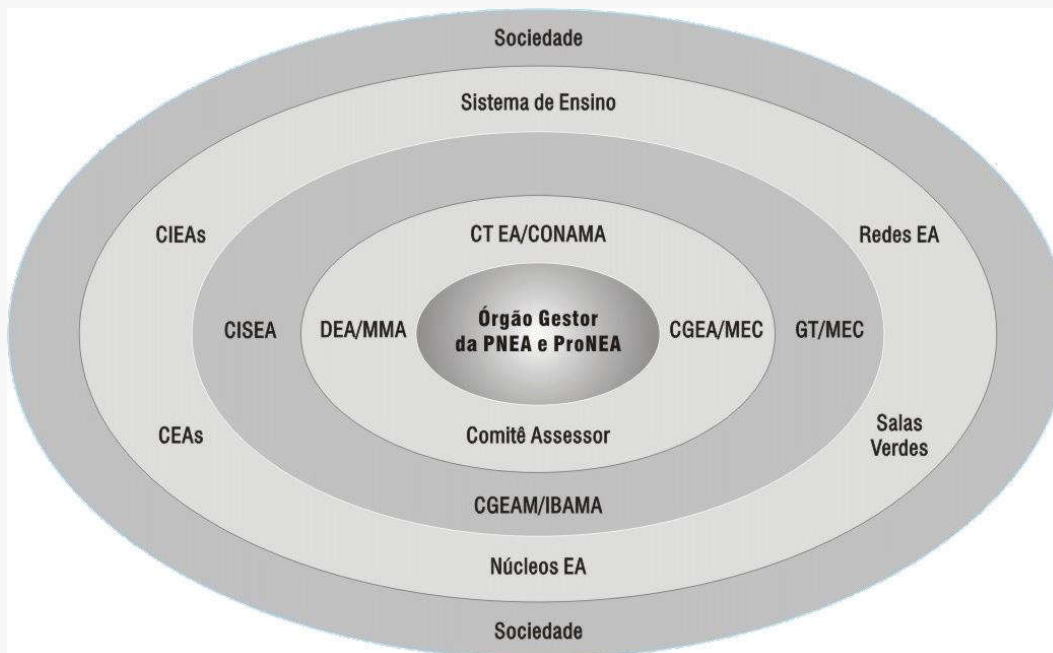 Sociedade
Sistema de Ensino
CIEAs
CT EA/CONAMA
Redes EA
CISEA
DEA/MMA
Órgão Gestor
da PNEA e ProNEA
CGEA/MEC
GT/MEC
CEAs
Comitê Assessor
Salas
Verdes
CGEAM/IBAMA
Núcleos EA
Sociedade